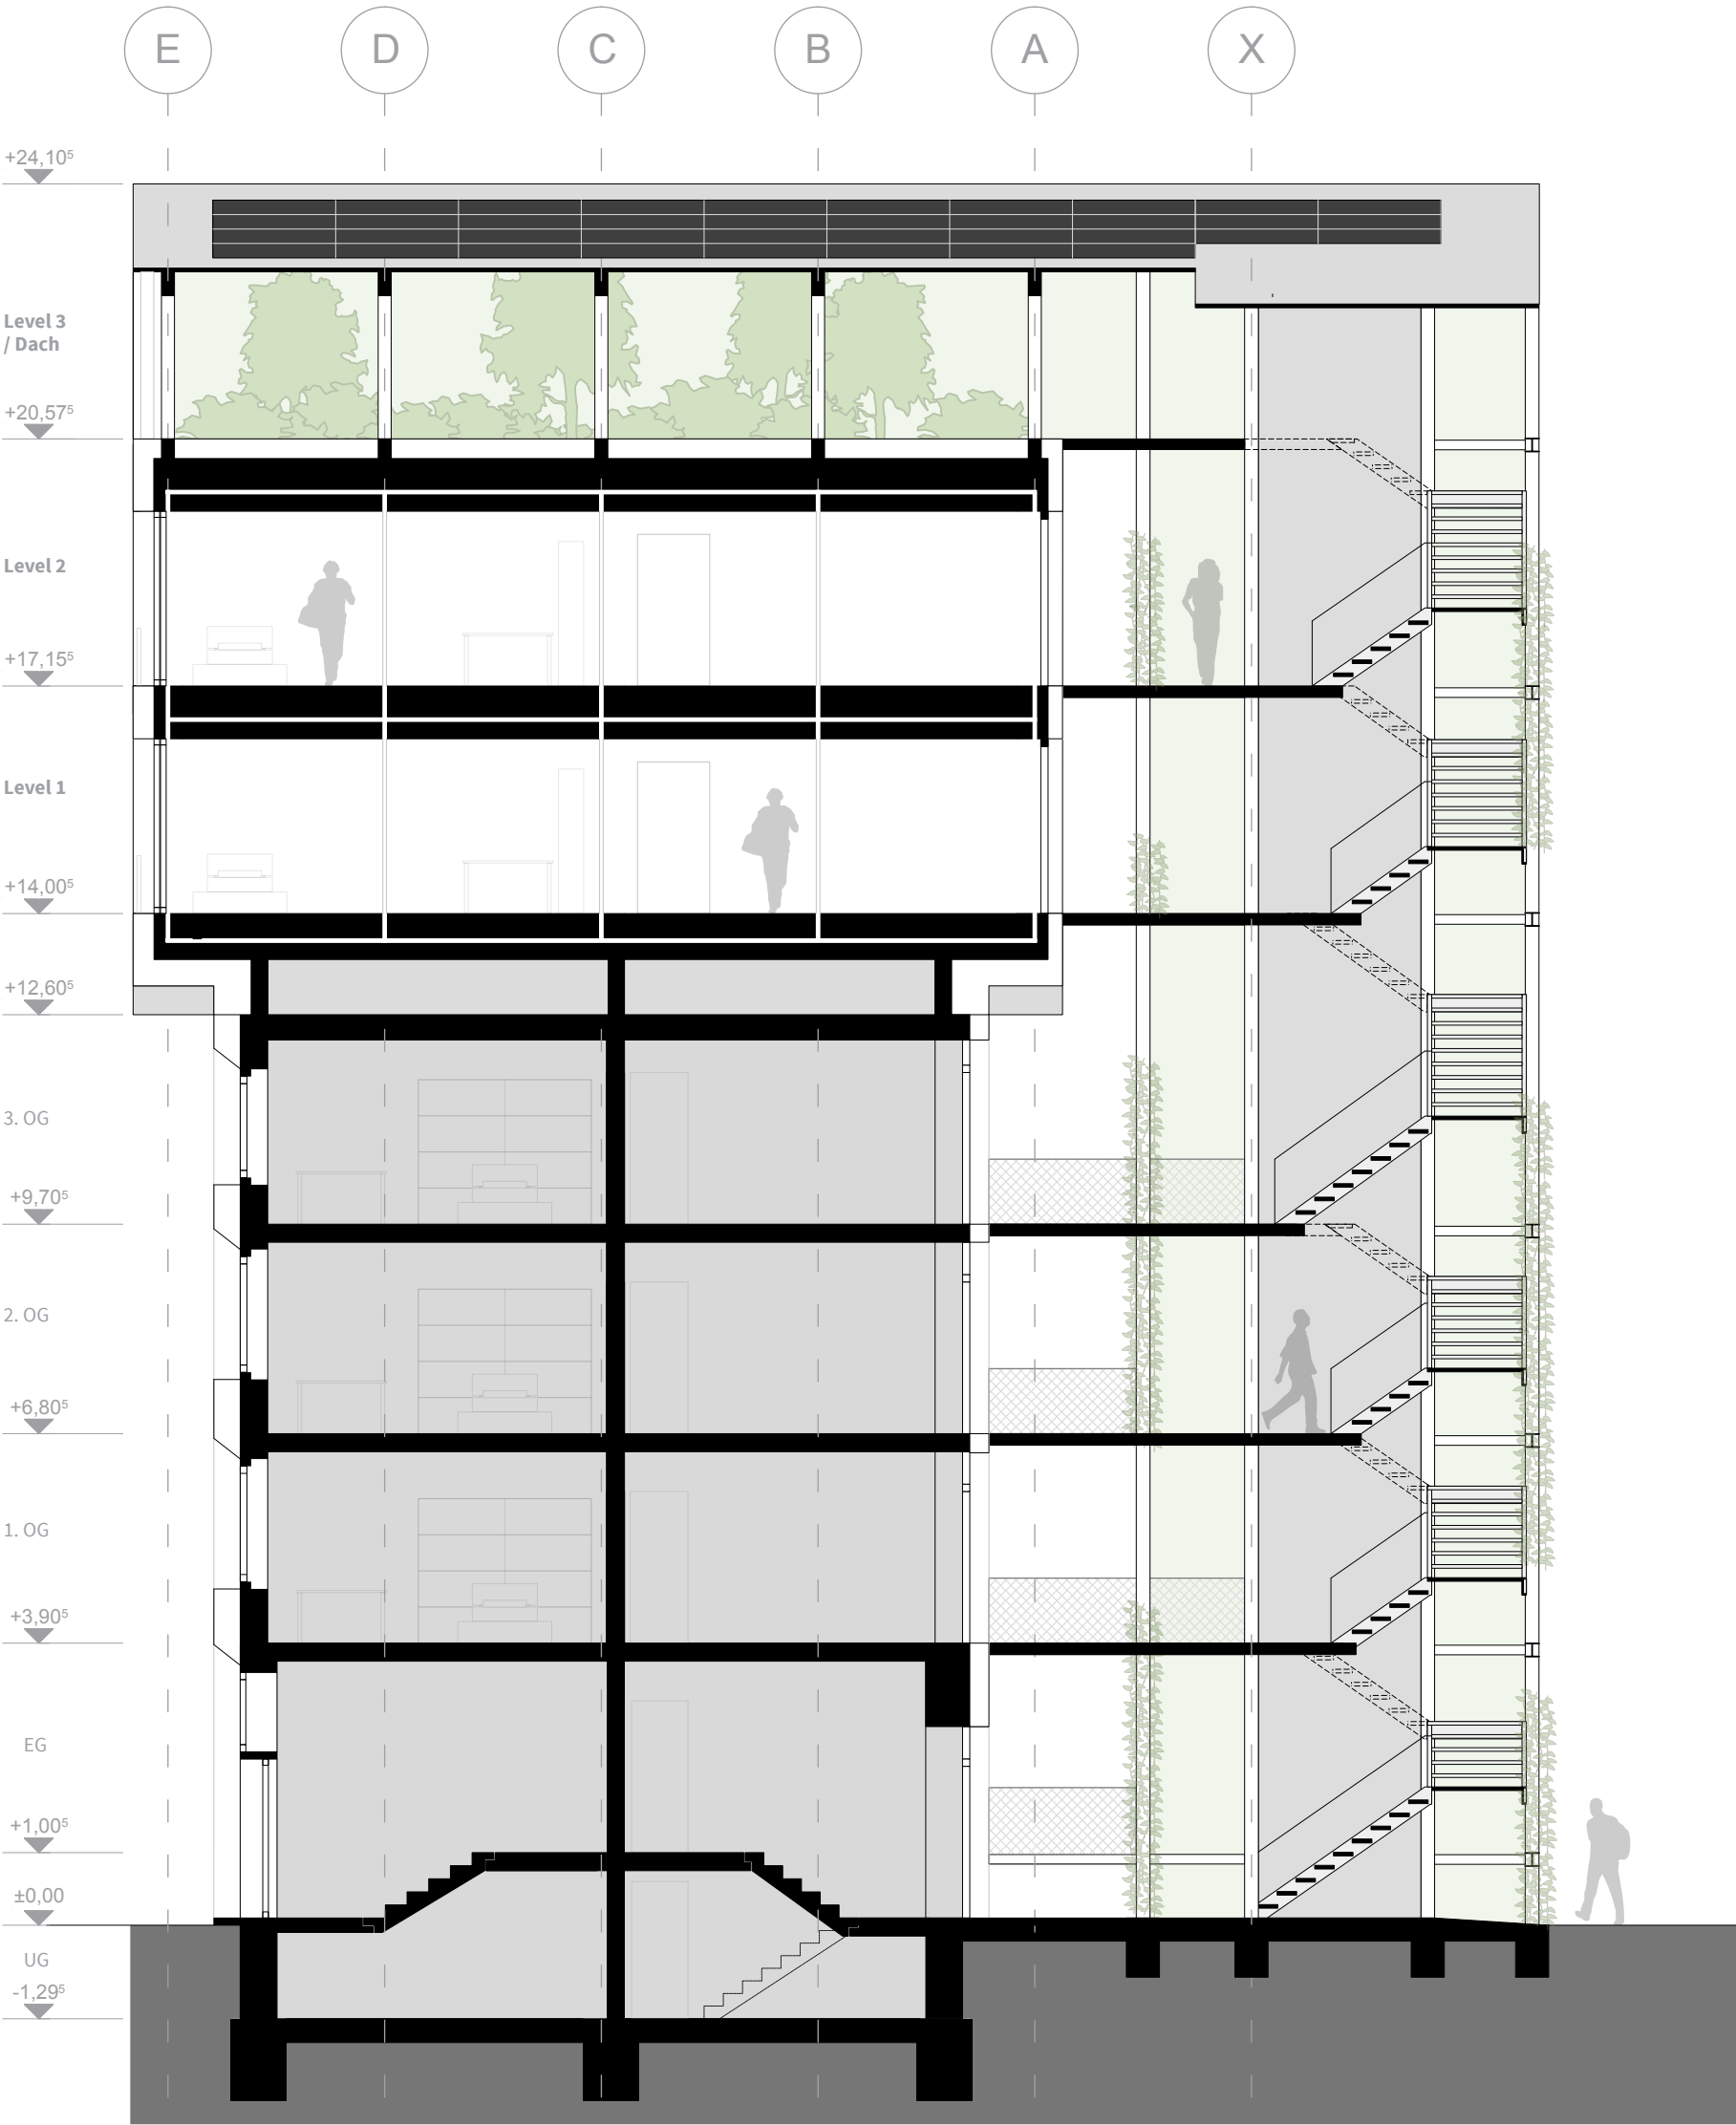 E D C B A X
+24,10⁵
Level 3
/ Dach
+20,57⁵
Level 2
+17,15⁵
Level 1
+14,00⁵
+12,60⁵
3. OG
+9,70⁵
2. OG
+6,80⁵
1. OG
+3,90⁵
EG
+1,00⁵
±0,00
UG
-1,29⁵